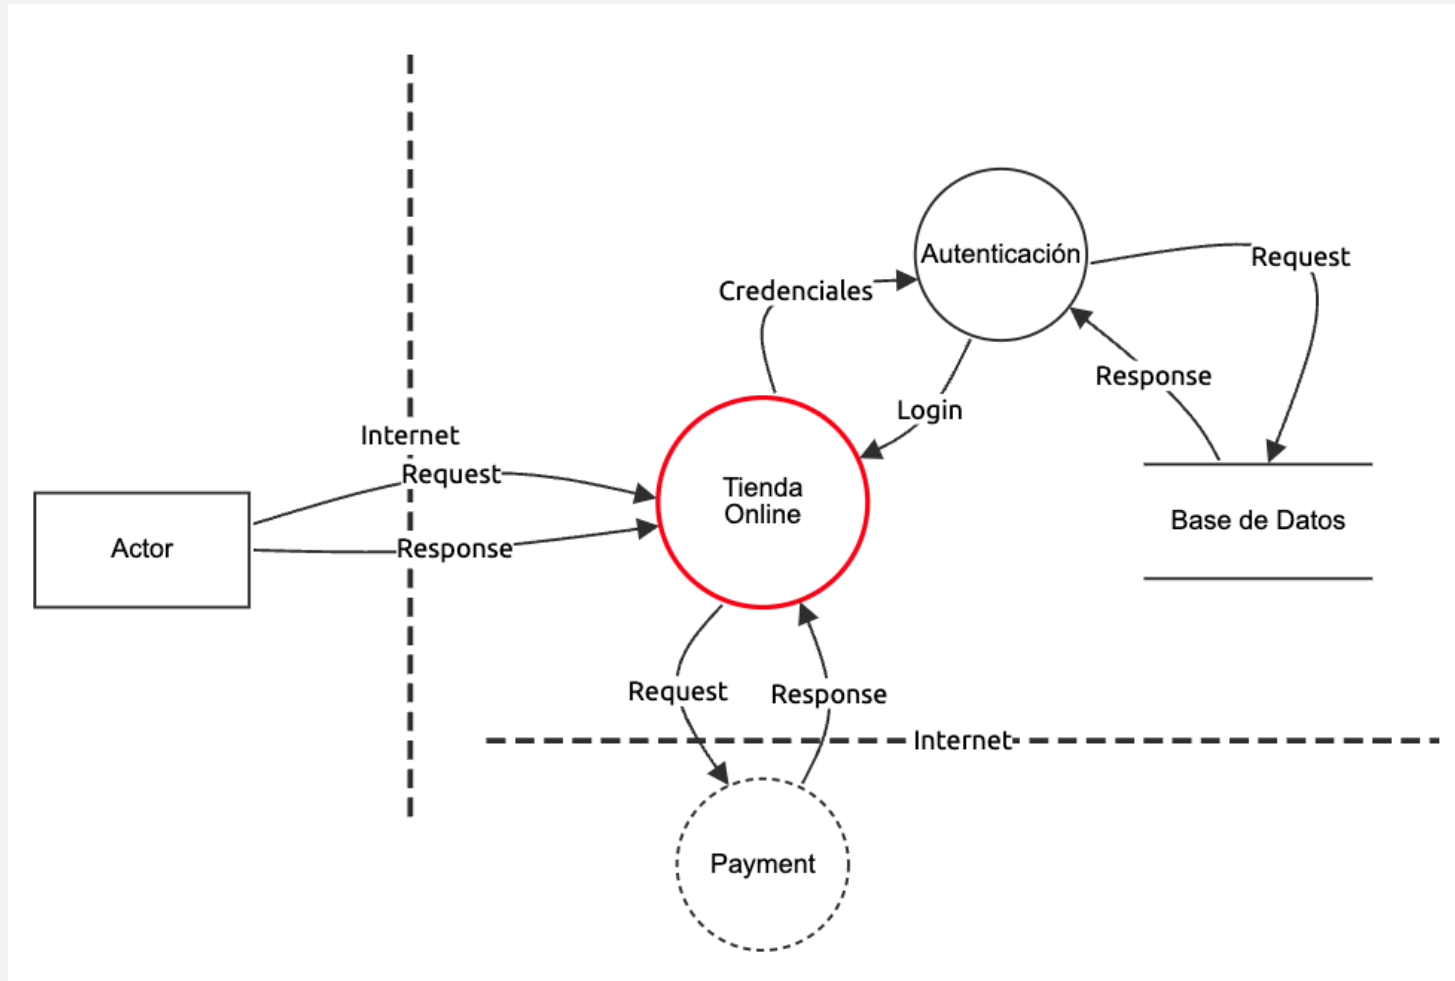 Autenticación
Request
Credenciales
Response
Login
Internet
Request
Tienda
Online
Base de Datos
Actor
Response
Request
Response
Internet
Payment